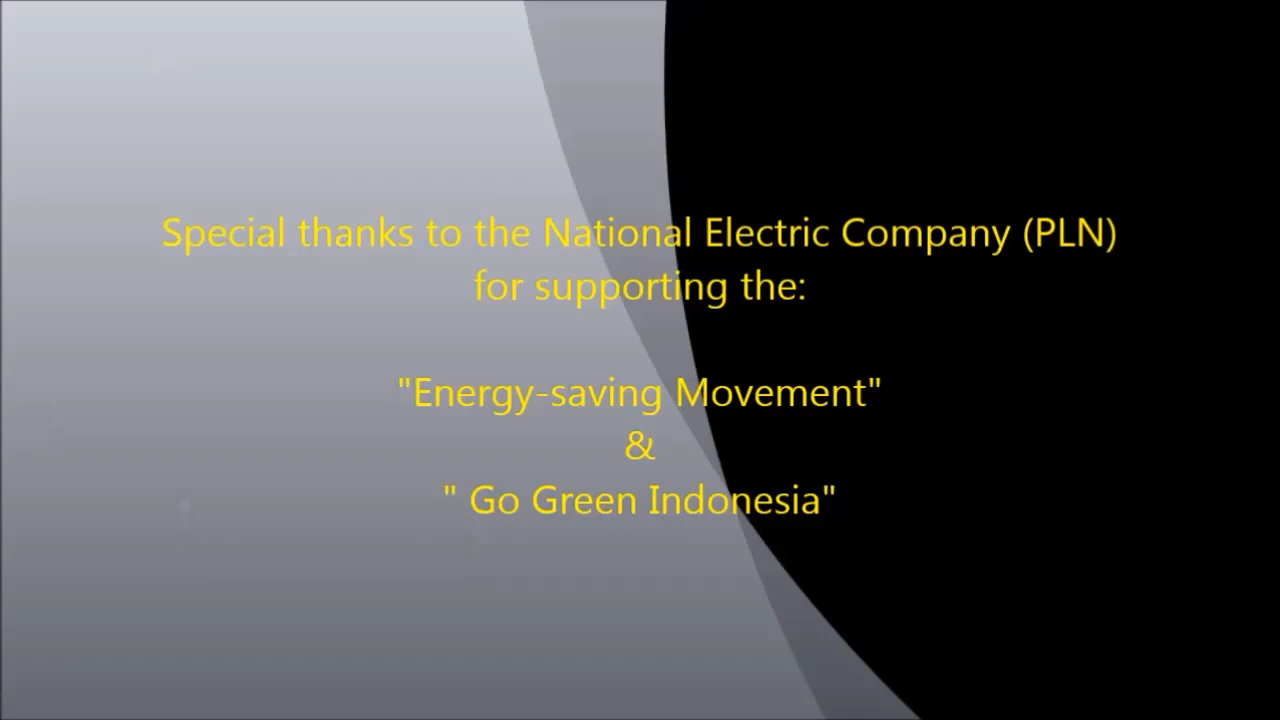 Special thanks to the National Electric Company (PLN)
for supporting the:
"Energy-saving Movement"
&
" Go Green Indonesia"